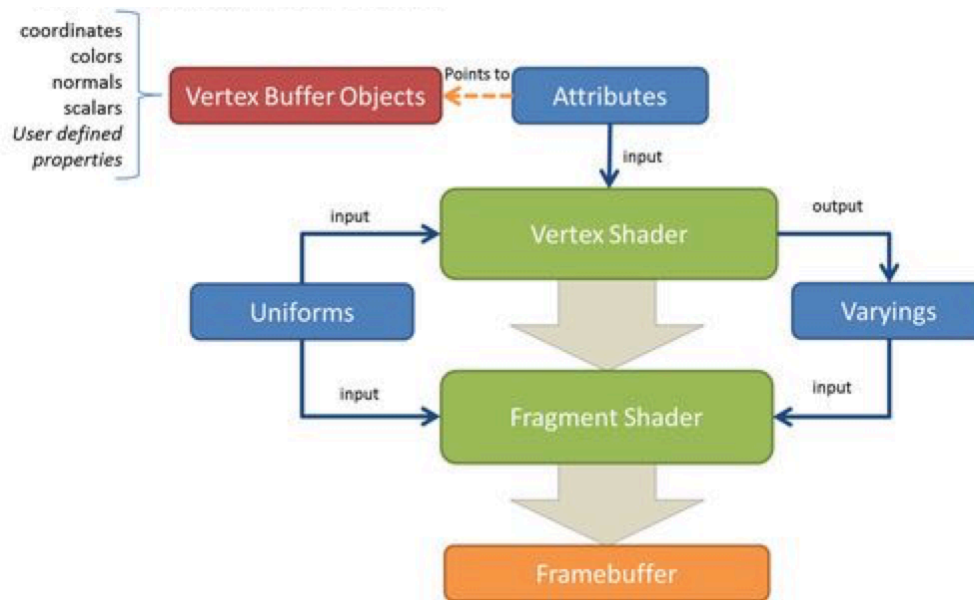 coordinates
colors
normals
scalars
User defined
properties
Vertex Buffer Objects
Points to
Attributes
input
input
Vertex Shader
output
Uniforms
Varyings
input
Fragment Shader
input
Framebuffer